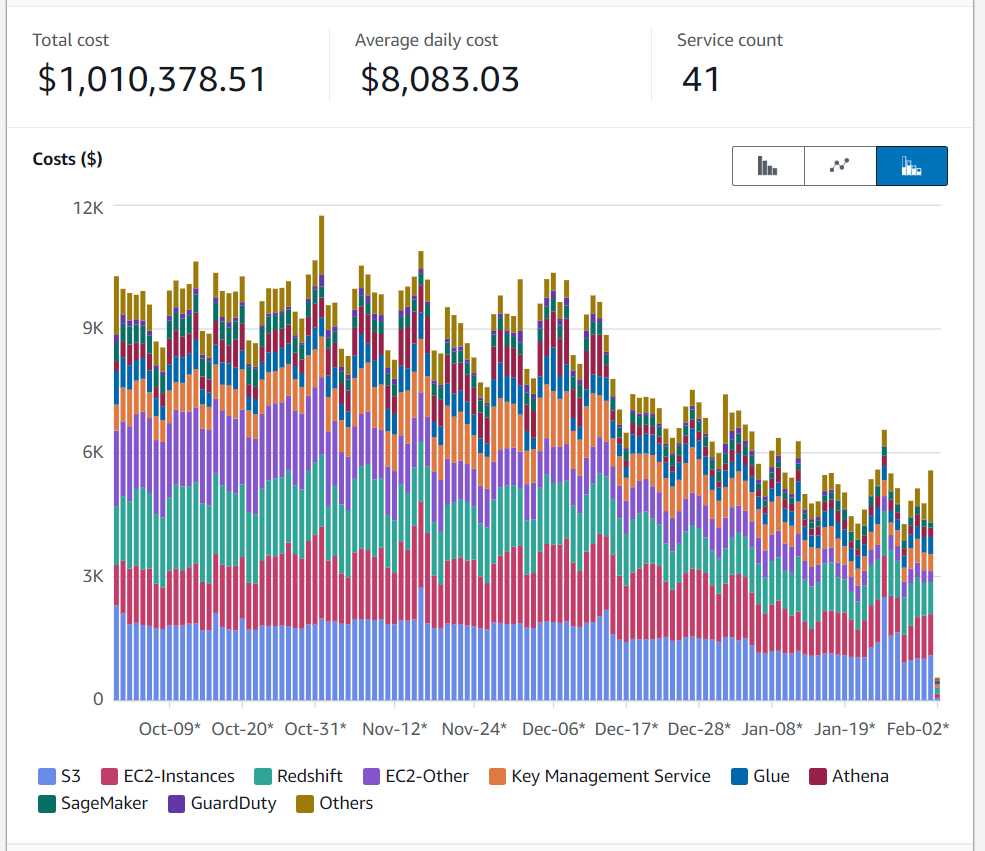 Total cost Average daily cost Service count
$1,010,378.51 $8,083.03 41
Costs ($)
12K
9K
6K
3K
0
Oct-09* Oct-20* Oct-31* Nov-12* Nov-24* Dec-06* Dec-17* Dec-28* Jan-08* Jan-19* Feb-02*
S3 EC2-Instances Redshift EC2-Other Key Management Service Glue Athena
SageMaker GuardDuty Others